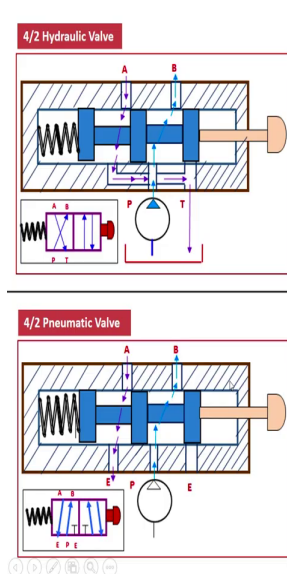 4/2 Hydraulic Valve
A B
P T
A B
P T
4/2 Pneumatic Valve
A B
E P E
A B
E P E